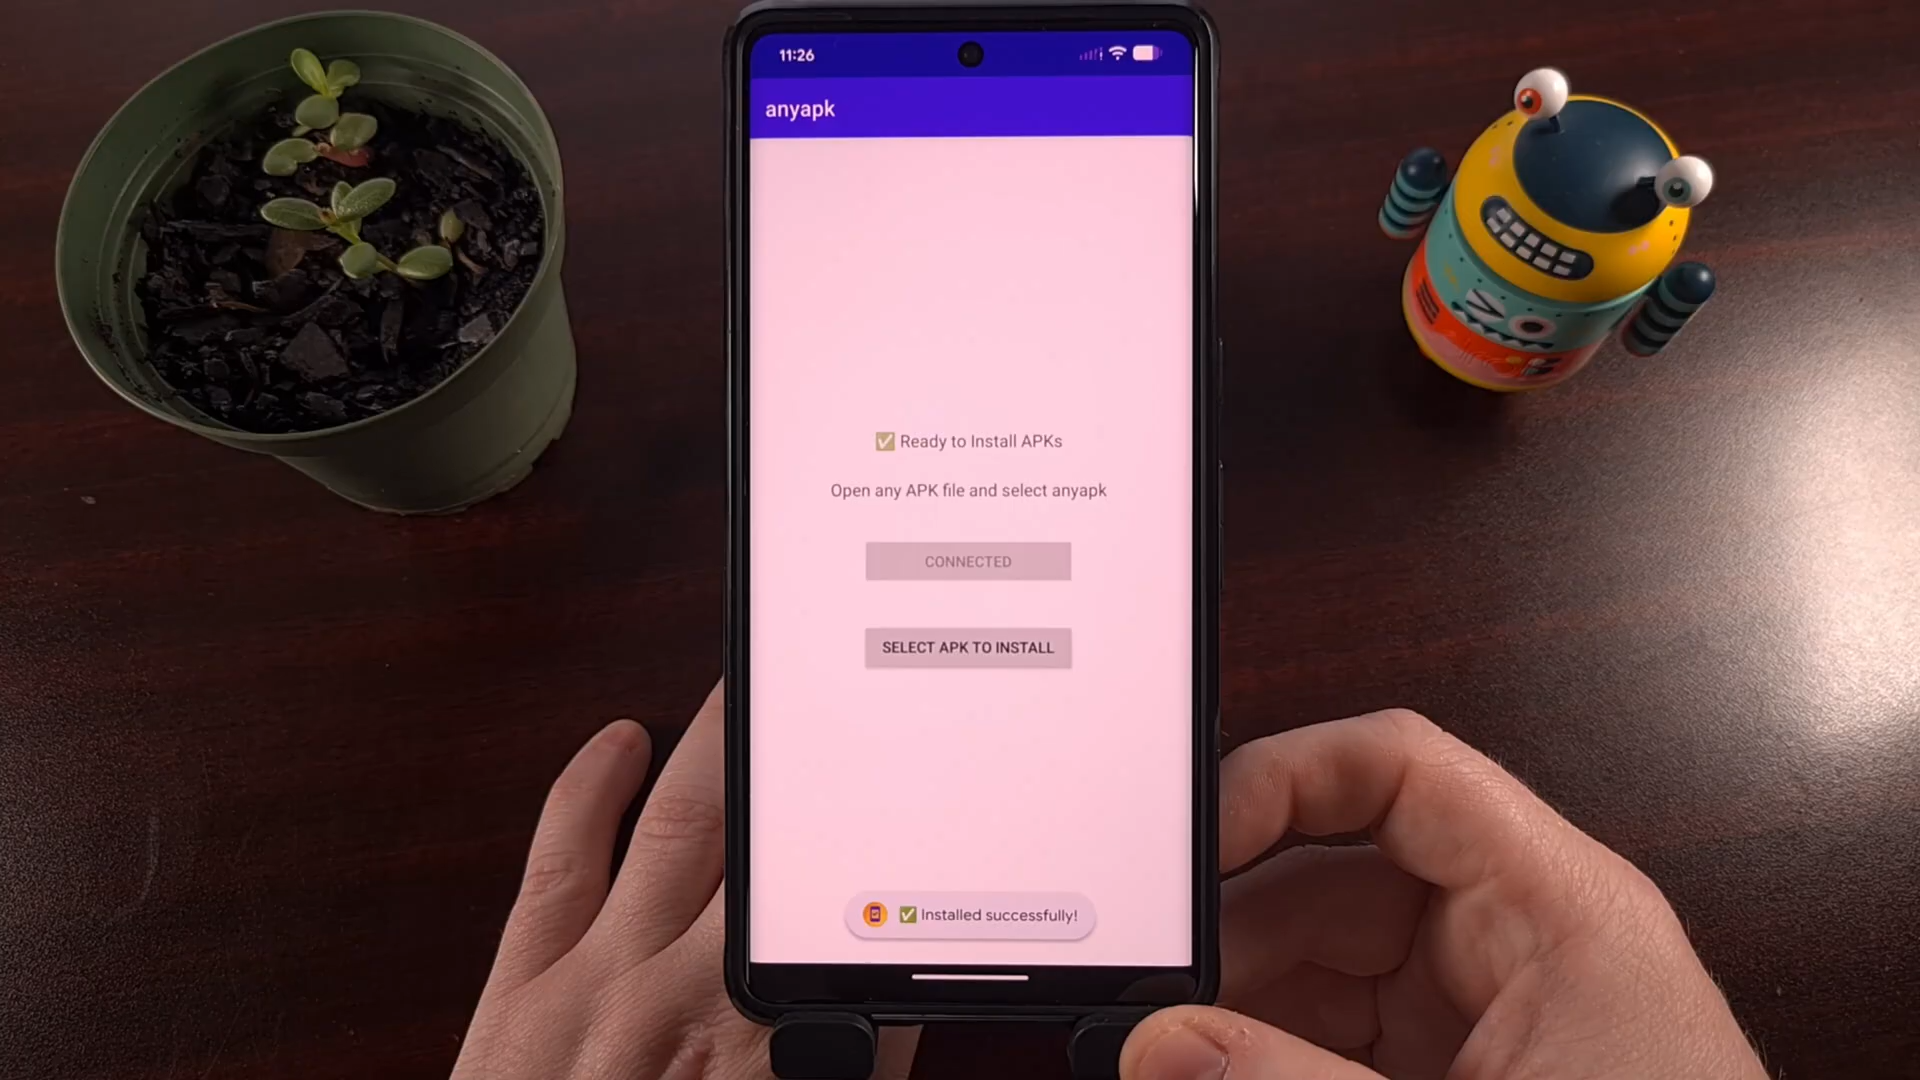 11:26
anyapk
✅ Ready to Install APKs
Open any APK file and select anyapk
CONNECTED
SELECT APK TO INSTALL
✅ Installed successfully!